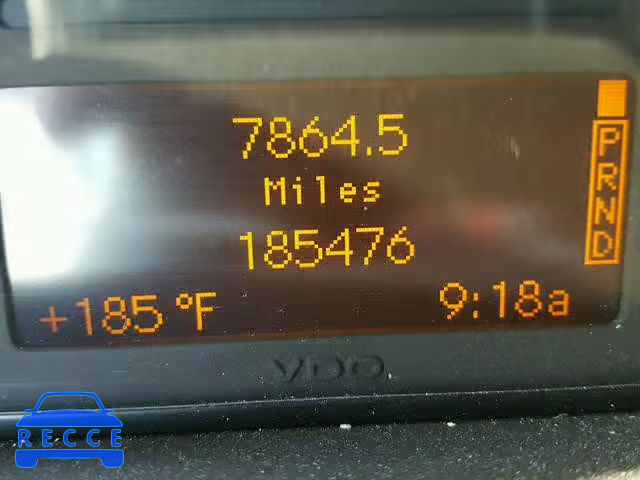 7864.5
Miles
185476
+185°F 9:18a
P
R
N
D
VDO
RECCE